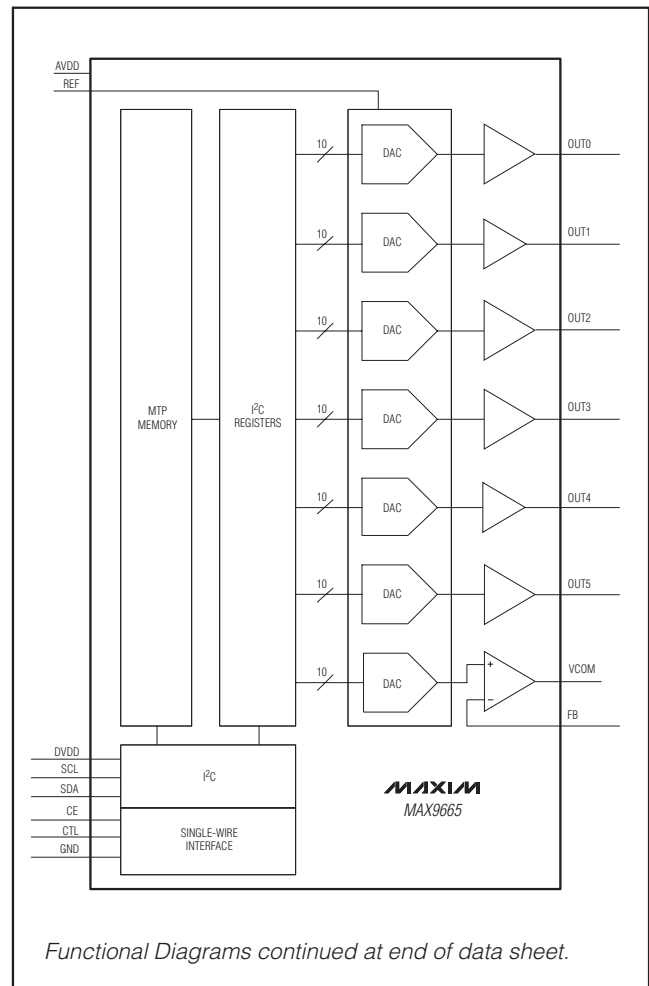 AVDD
REF
10
DAC
OUT0
10
DAC
OUT1
10
DAC
OUT2
MTP
MEMORY
I²C
REGISTERS
10
DAC
OUT3
10
DAC
OUT4
10
DAC
OUT5
10
DAC
+
−
VCOM
FB
DVDD
SCL
SDA
I²C
CE
CTL
GND
SINGLE-WIRE
INTERFACE
MAXIM
MAX9665
Functional Diagrams continued at end of data sheet.